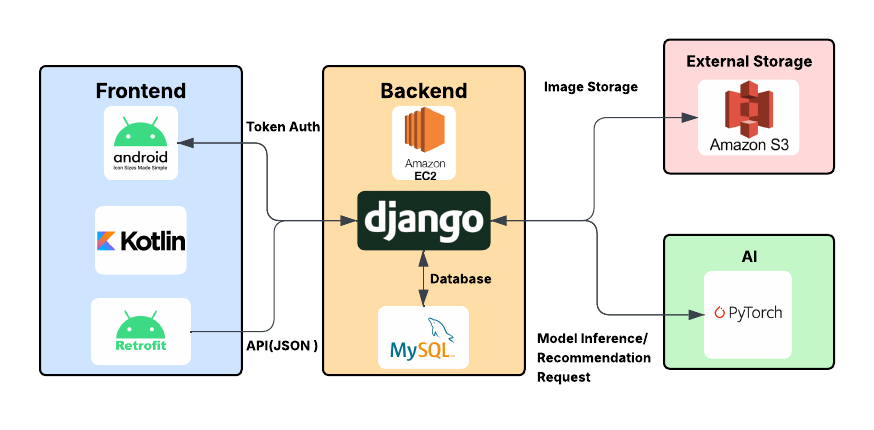 Frontend
android
Icon Sizes Made Simple
Kotlin
Retrofit
Token Auth
API(JSON )
Backend
Amazon
EC2
django
Database
MySQL
Image Storage
Model Inference/
Recommendation
Request
External Storage
Amazon S3
AI
PyTorch